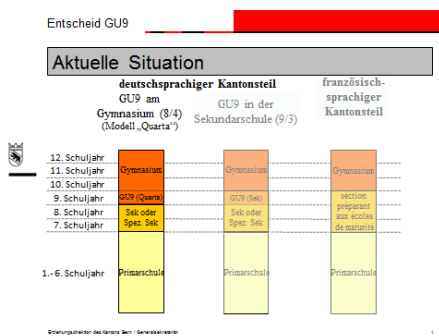 Entscheid GU9
Aktuelle Situation
deutschsprachiger Kantonsteil
GU9 am
Gymnasium (8/4)
(Modell „Quarta“)
GU9 in der
Sekundarschule (9/3)
französisch-
sprachiger
Kantonsteil
12. Schuljahr
11. Schuljahr
10. Schuljahr
9. Schuljahr
8. Schuljahr
7. Schuljahr
1.-6. Schuljahr
Gymnasium
GU9 (Quarta)
Sek oder
Spez. Sek
Primarschule
Gymnasium
GU9 (Sek)
Sek oder
Spez. Sek
Primarschule
Gymnasium
section
préparant
aux écoles
de maturité
Primarschule
Erziehungsdirektion des Kantons Bern / Generalsekretariat